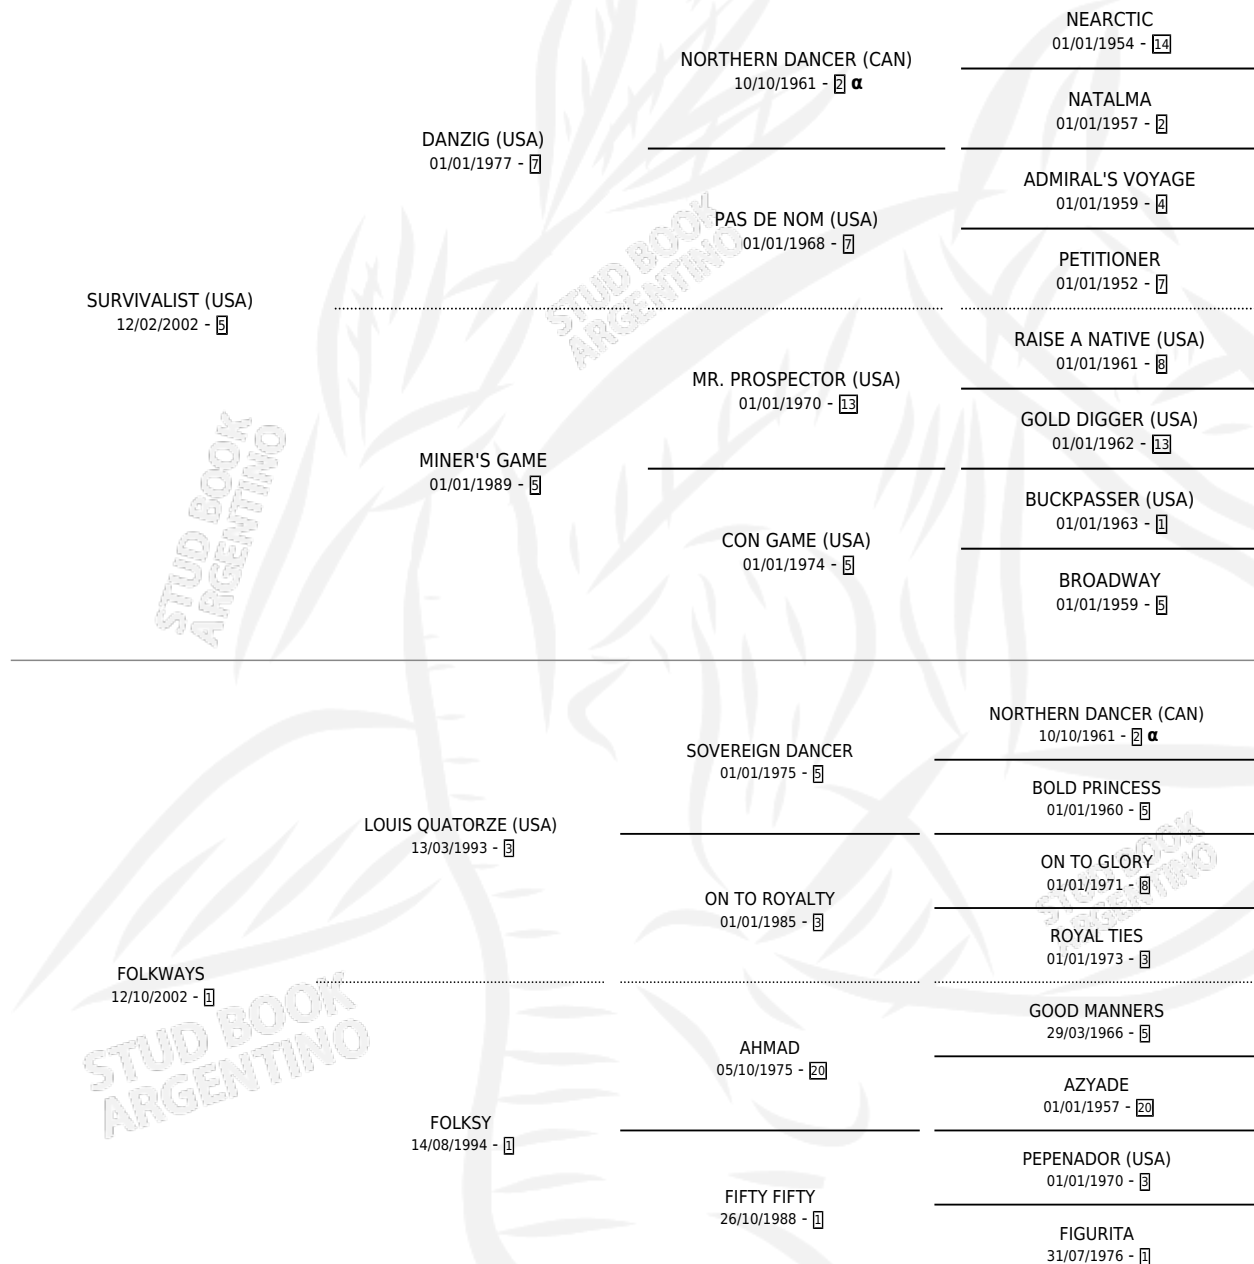 NEARCTIC
01/01/1954 - 14
NORTHERN DANCER (CAN)
10/10/1961 - 2 α
NATALMA
01/01/1957 - 2
DANZIG (USA)
01/01/1977 - 7
ADMIRAL'S VOYAGE
01/01/1959 - 4
PAS DE NOM (USA)
01/01/1968 - 7
PETITIONER
01/01/1952 - 7
SURVIVALIST (USA)
12/02/2002 - 5
RAISE A NATIVE (USA)
01/01/1961 - 8
MR. PROSPECTOR (USA)
01/01/1970 - 13
GOLD DIGGER (USA)
01/01/1962 - 13
MINER'S GAME
01/01/1989 - 5
BUCKPASSER (USA)
01/01/1963 - 1
CON GAME (USA)
01/01/1974 - 5
BROADWAY
01/01/1959 - 5
NORTHERN DANCER (CAN)
10/10/1961 - 2 α
SOVEREIGN DANCER
01/01/1975 - 5
BOLD PRINCESS
01/01/1960 - 5
LOUIS QUATORZE (USA)
13/03/1993 - 3
ON TO GLORY
01/01/1971 - 8
ON TO ROYALTY
01/01/1985 - 3
ROYAL TIES
01/01/1973 - 3
FOLKWAYS
12/10/2002 - 1
GOOD MANNERS
29/03/1966 - 5
AHMAD
05/10/1975 - 20
AZYADE
01/01/1957 - 20
FOLKSY
14/08/1994 - 1
PEPENADOR (USA)
01/01/1970 - 3
FIFTY FIFTY
26/10/1988 - 1
FIGURITA
31/07/1976 - 1
STUD BOOK
ARGENTINO
STUD BOOK
ARGENTINO
STUD BOOK
ARGENTINO
STUD BOOK
ARGENTINO